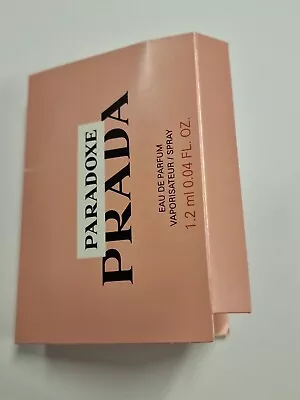 PARADOXE
PRADA
EAU DE PARFUM
VAPORISATEUR / SPRAY
1.2 ml 0.04 FL. OZ.